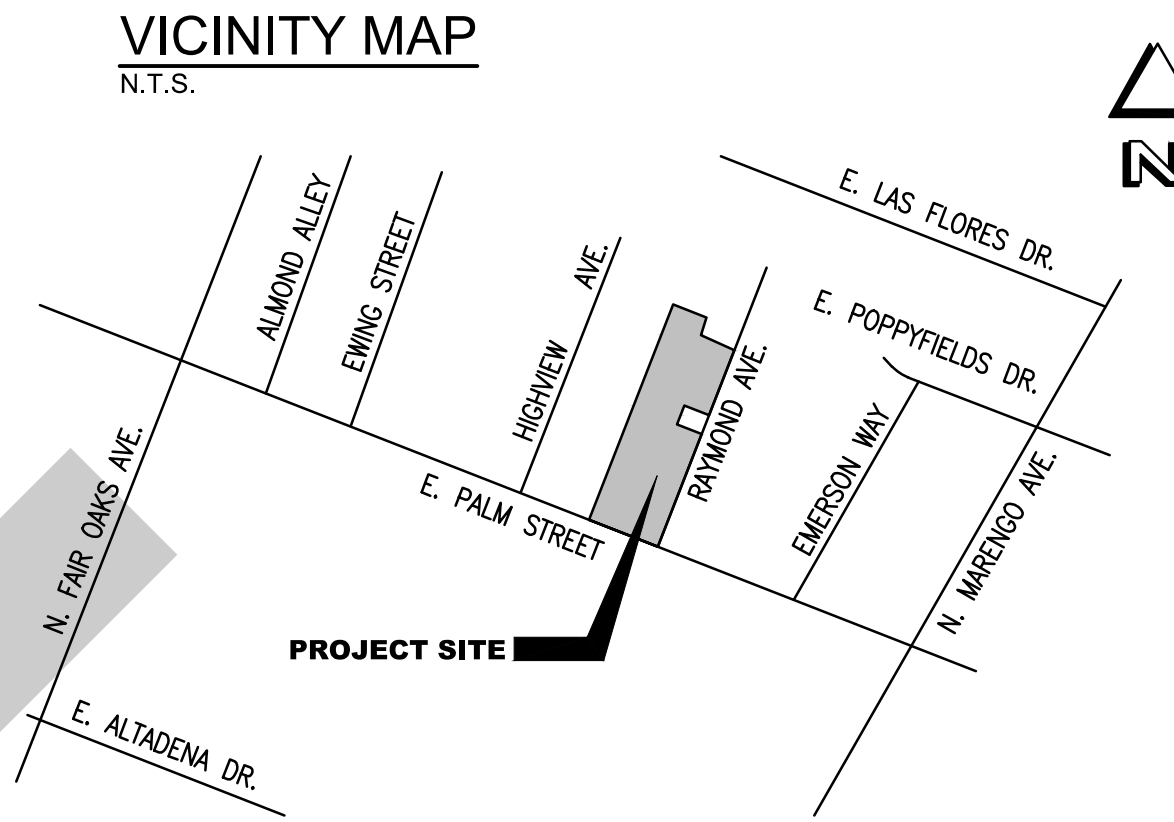 VICINITY MAP
N.T.S.
N
E. LAS FLORES DR.
ALMOND ALLEY
EWING STREET
HIGHVIEW AVE.
E. POPPYFIELDS DR.
RAYMOND AVE.
EMERSON WAY
N. FAIR OAKS AVE.
E. PALM STREET
N. MARENGO AVE.
PROJECT SITE
E. ALTADENA DR.